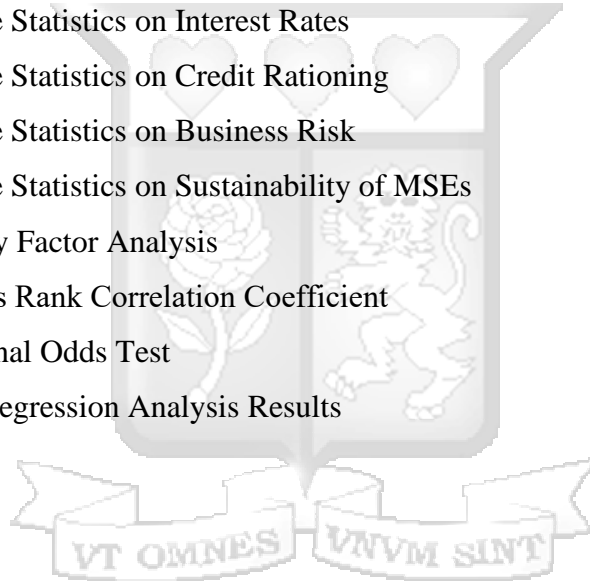 e Statistics on Interest Rates
e Statistics on Credit Rationing
e Statistics on Business Risk
e Statistics on Sustainability of MSEs
y Factor Analysis
s Rank Correlation Coefficient
nal Odds Test
egression Analysis Results
VT OMNES VNVM SINT